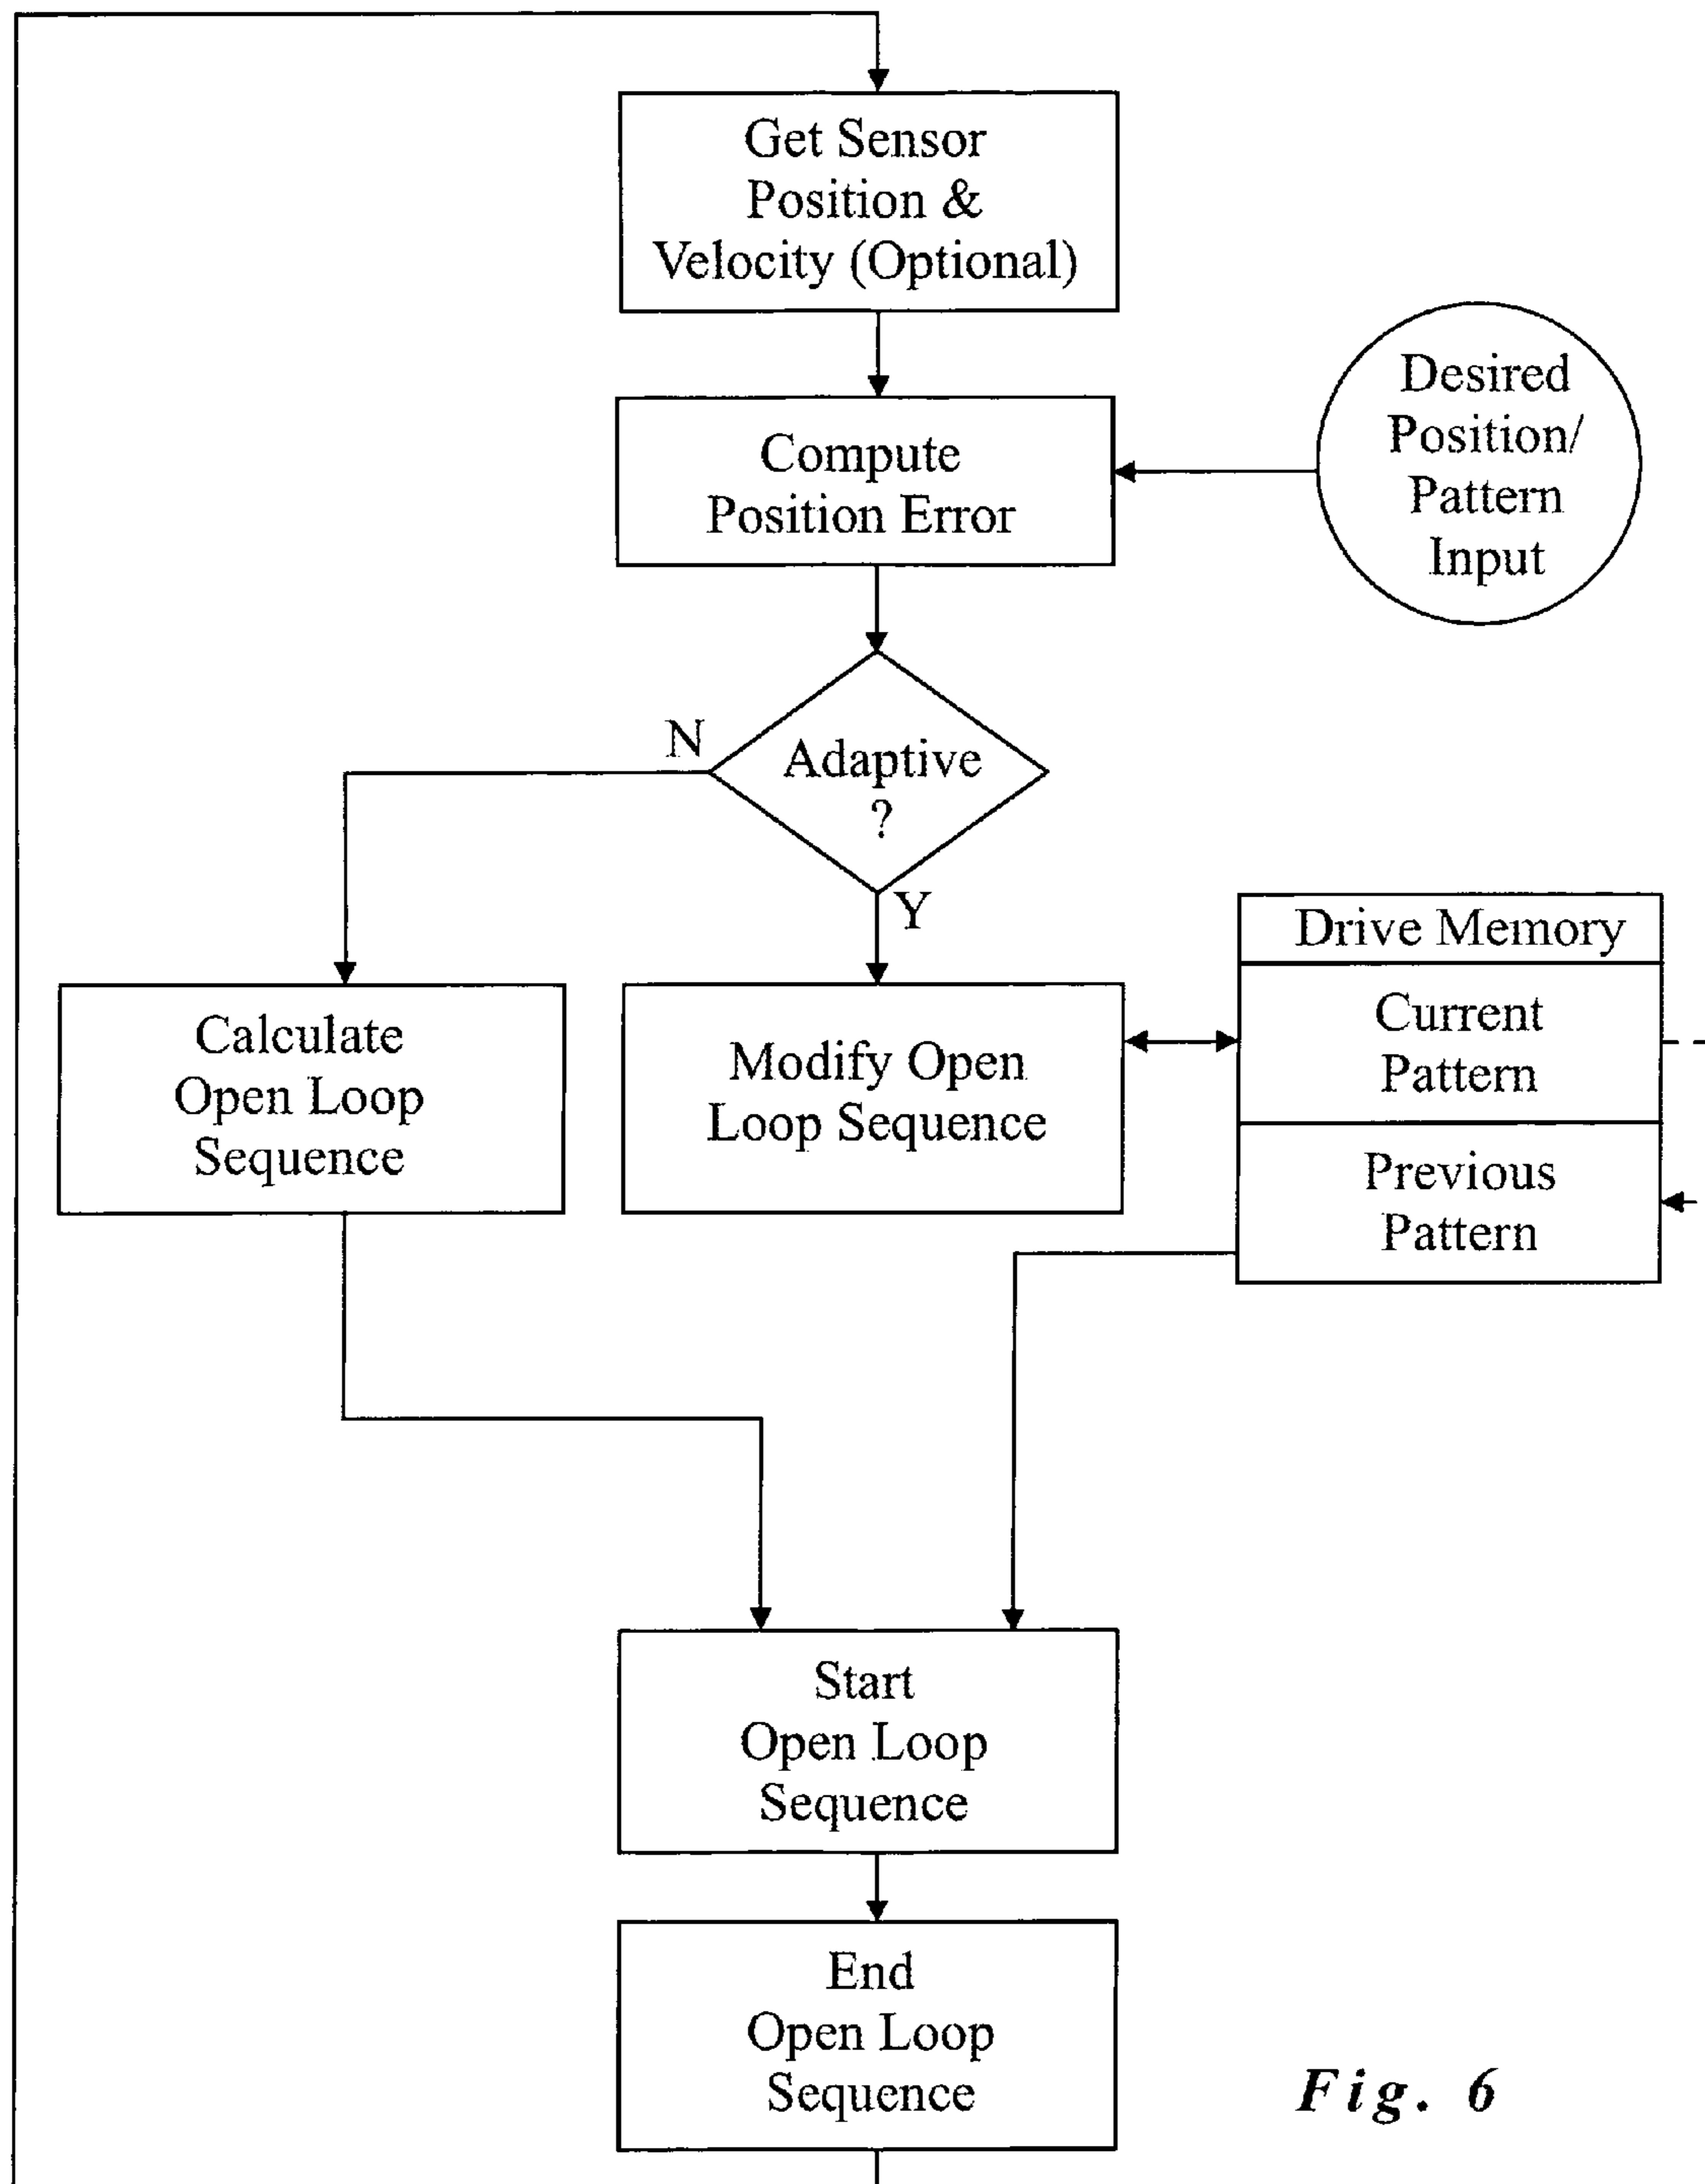 Get Sensor
Position &
Velocity (Optional)
Desired
Position/
Pattern
Input
Compute
Position Error
N
Adaptive
?
Y
Drive Memory
Current
Pattern
Previous
Pattern
Calculate
Open Loop
Sequence
Modify Open
Loop Sequence
Start
Open Loop
Sequence
End
Open Loop
Sequence
Fig. 6